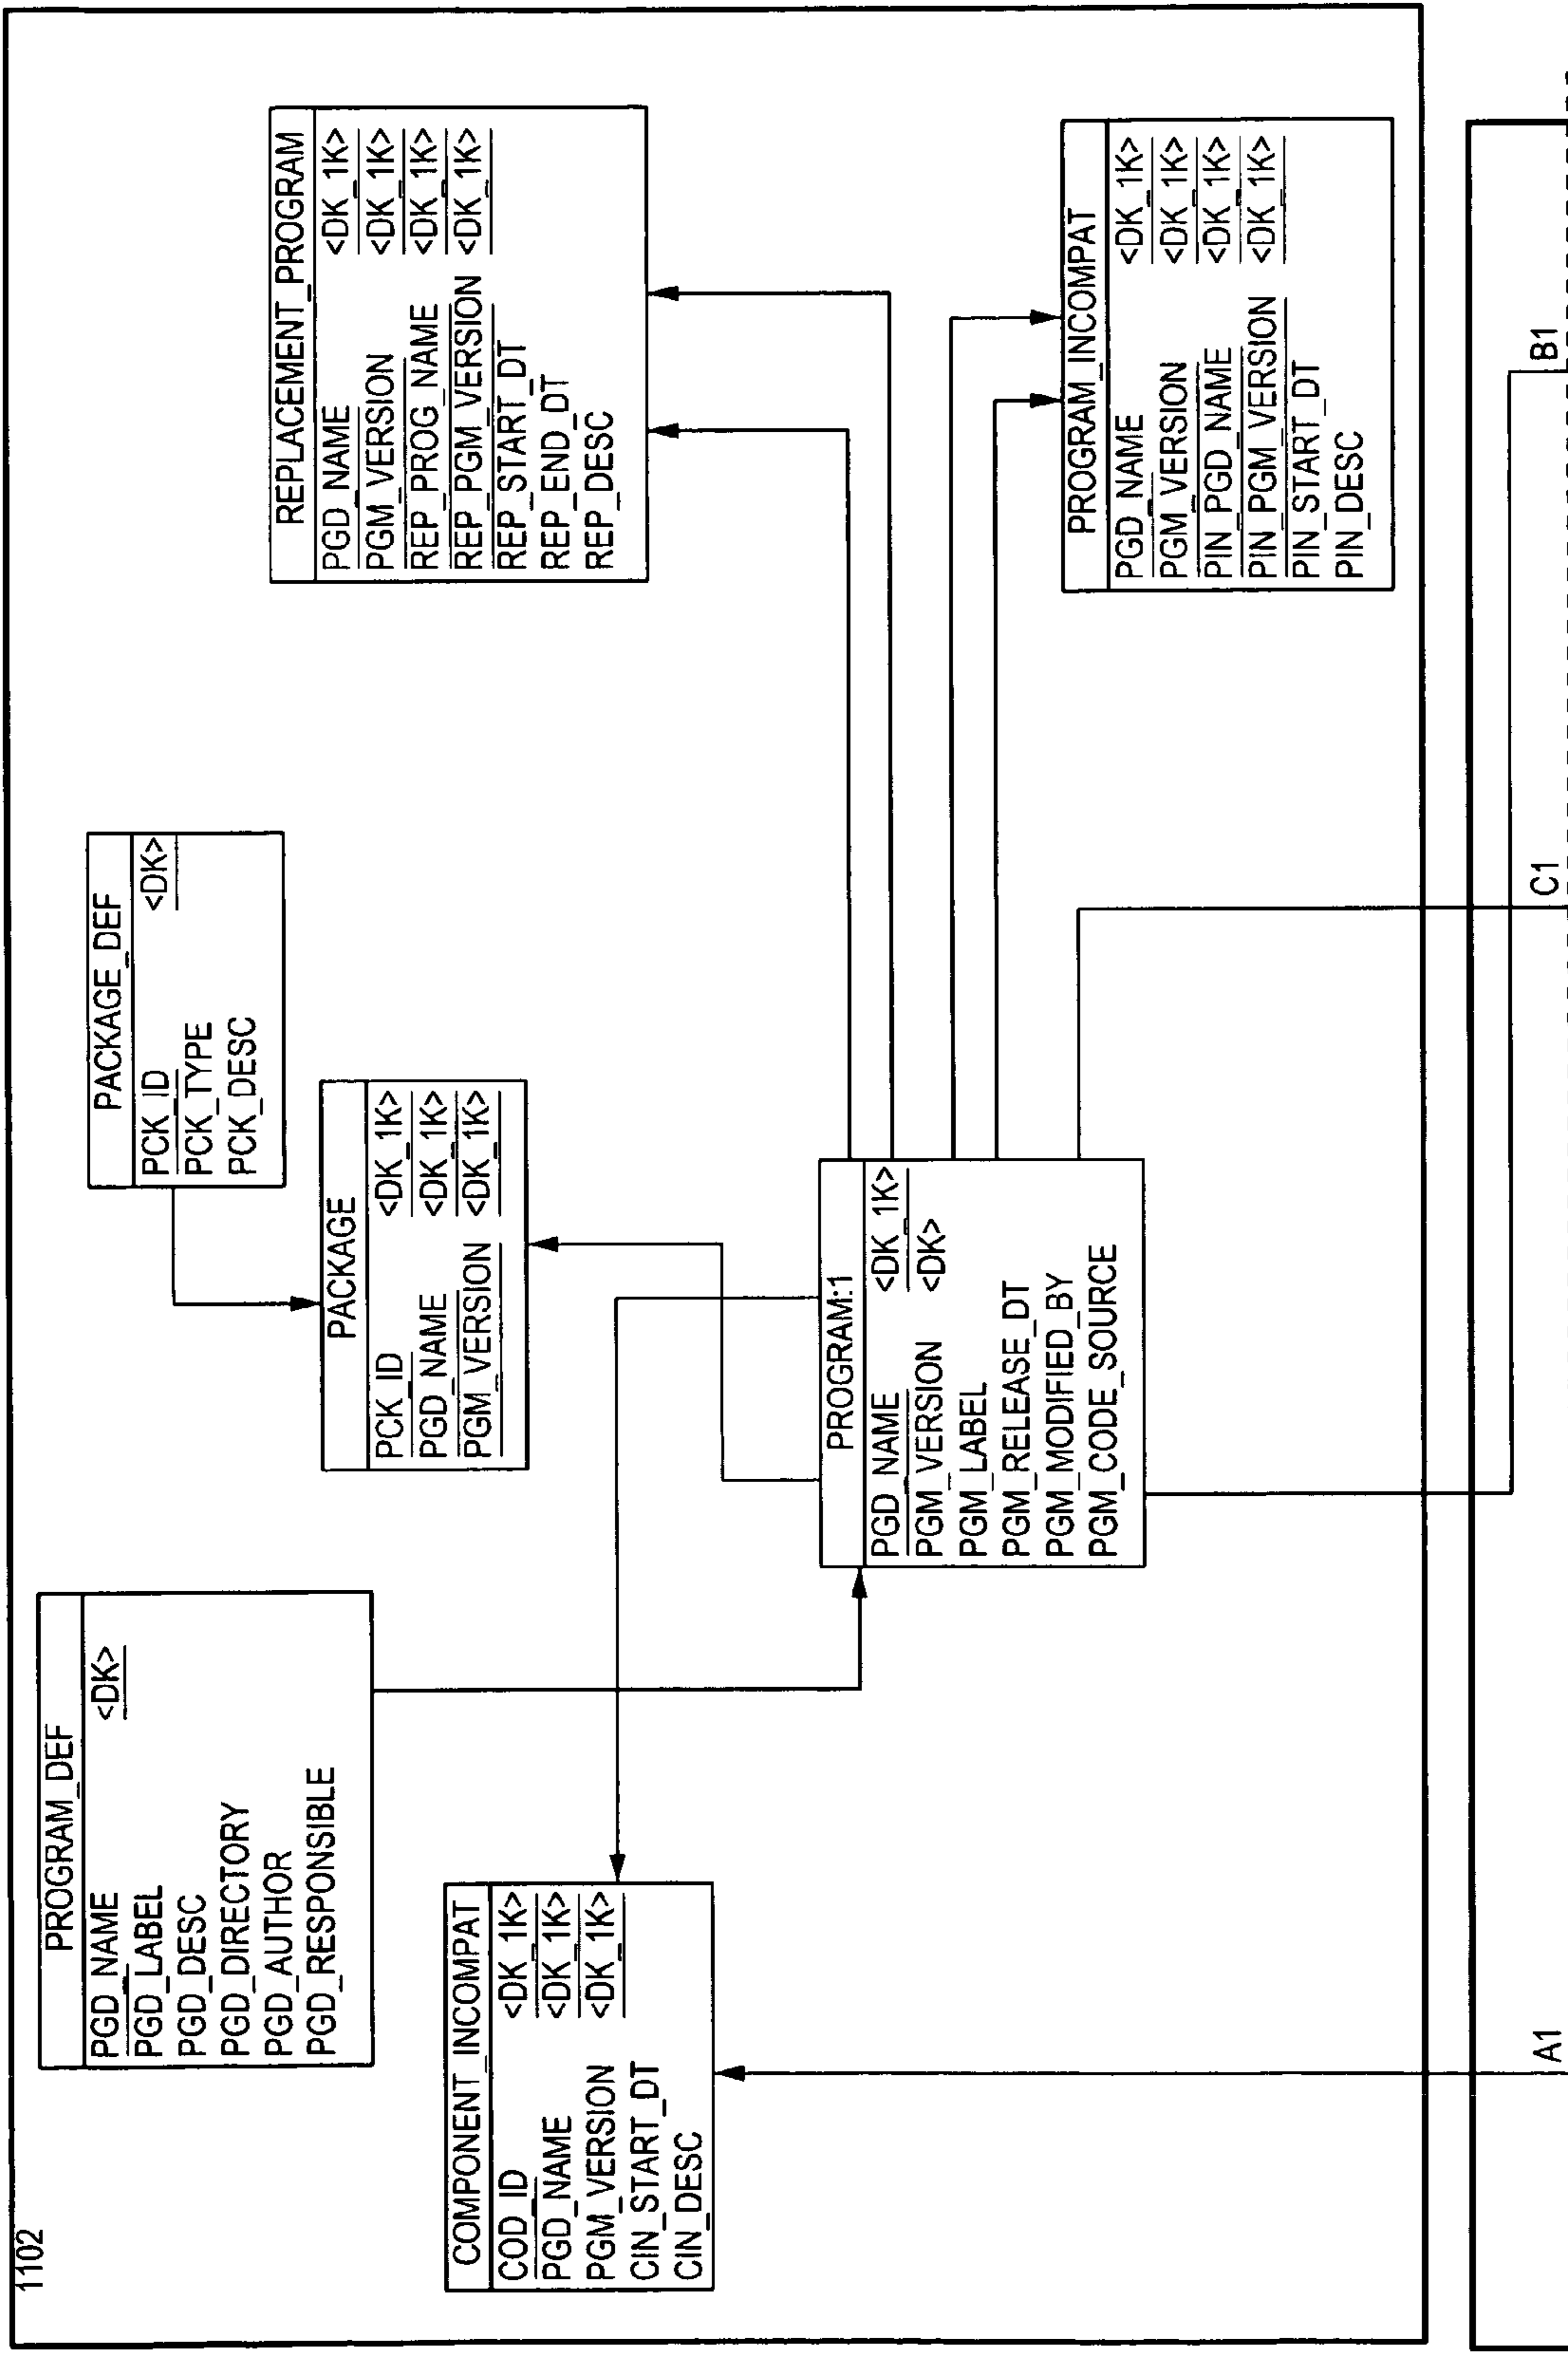 1102
PROGRAM_DEF
PGD_NAME <DK>
PGD_LABEL
PGD_DESC
PGD_DIRECTORY
PGD_AUTHOR
PGD_RESPONSIBLE
PACKAGE_DEF
PCK_ID <DK>
PCK_TYPE
PCK_DESC
REPLACEMENT_PROGRAM
PGD_NAME <DK_1K>
PGM_VERSION <DK_1K>
REP_PROG_NAME <DK_1K>
REP_PGM_VERSION <DK_1K>
REP_START_DT
REP_END_DT
REP_DESC
PACKAGE
PCK_ID <DK_1K>
PGD_NAME <DK_1K>
PGM_VERSION <DK_1K>
COMPONENT_INCOMPAT
COD_ID <DK_1K>
PGD_NAME <DK_1K>
PGM_VERSION <DK_1K>
CIN_START_DT
CIN_DESC
PROGRAM:1
PGD_NAME <DK_1K>
PGM_VERSION <DK>
PGM_LABEL
PGM_RELEASE_DT
PGM_MODIFIED_BY
PGM_CODE_SOURCE
PROGRAM_INCOMPAT
PGD_NAME <DK_1K>
PGM_VERSION <DK_1K>
PIN_PGD_NAME <DK_1K>
PIN_PGM_VERSION <DK_1K>
PIN_START_DT
PIN_DESC
A1
C1
B1